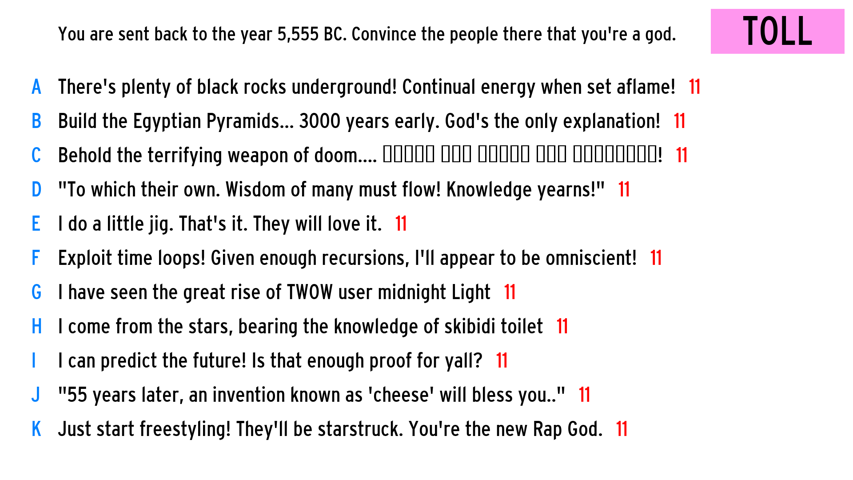 You are sent back to the year 5,555 BC. Convince the people there that you're a god.
TOLL
A There's plenty of black rocks underground! Continual energy when set aflame! 11
B Build the Egyptian Pyramids... 3000 years early. God's the only explanation! 11
C Behold the terrifying weapon of doom.... ! 11
D "To which their own. Wisdom of many must flow! Knowledge yearns!" 11
E I do a little jig. That's it. They will love it. 11
F Exploit time loops! Given enough recursions, I'll appear to be omniscient! 11
G I have seen the great rise of TWOW user midnight Light 11
H I come from the stars, bearing the knowledge of skibidi toilet 11
I I can predict the future! Is that enough proof for yall? 11
J "55 years later, an invention known as 'cheese' will bless you.." 11
K Just start freestyling! They'll be starstruck. You're the new Rap God. 11